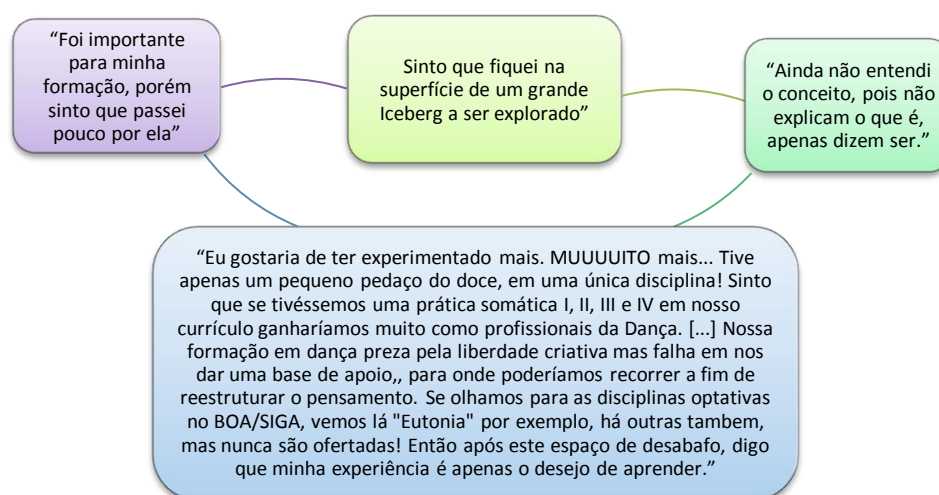 “Foi importante
para minha
formação, porém
sinto que passei
pouco por ela”
Sinto que fiquei na
superfície de um grande
Iceberg a ser explorado”
“Ainda não entendi
o conceito, pois não
explicam o que é,
apenas dizem ser.”
“Eu gostaria de ter experimentado mais. MUUUUITO mais... Tive
apenas um pequeno pedaço do doce, em uma única disciplina! Sinto
que se tivéssemos uma prática somática I, II, III e IV em nosso
currículo ganharíamos muito como profissionais da Dança. [...] Nossa
formação em dança preza pela liberdade criativa mas falha em nos
dar uma base de apoio,, para onde poderíamos recorrer a fim de
reestruturar o pensamento. Se olhamos para as disciplinas optativas
no BOA/SIGA, vemos lá "Eutonia" por exemplo, há outras tambem,
mas nunca são ofertadas! Então após este espaço de desabafo, digo
que minha experiência é apenas o desejo de aprender.”